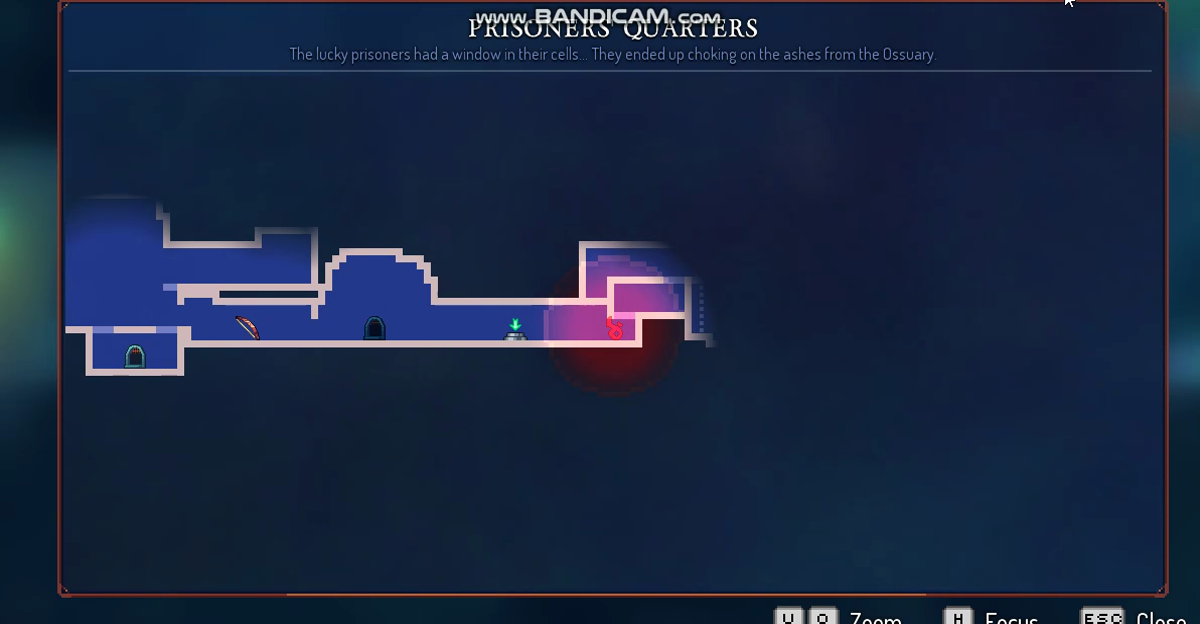 www.BANDICAM.com
PRISONERS' QUARTERS
The lucky prisoners had a window in their cells... They ended up choking on the ashes from the Ossuary.
Zoom H Focus ESC Close